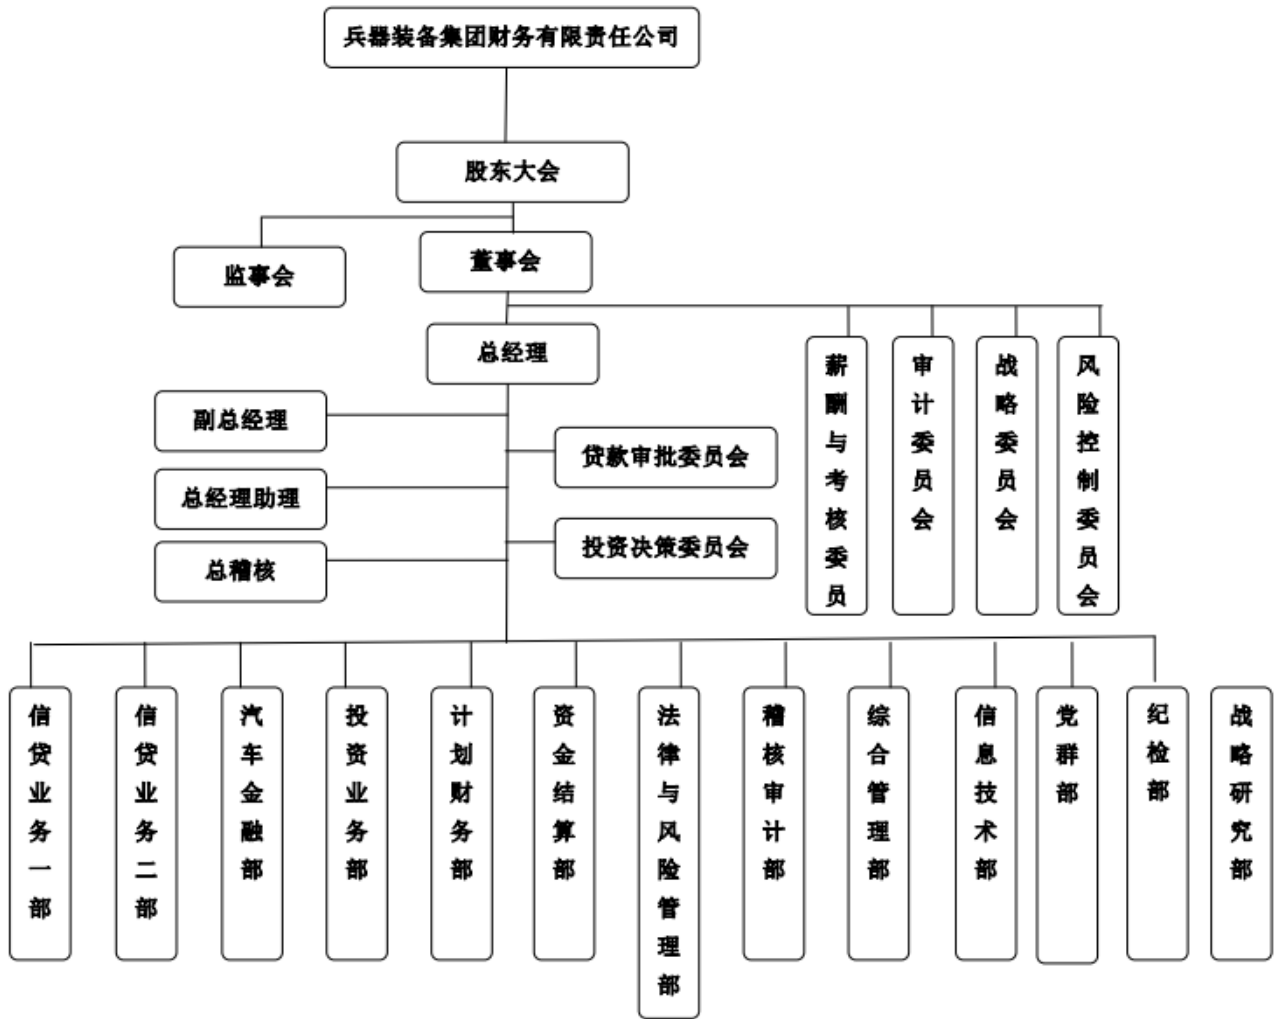 兵器装备集团财务有限责任公司
股东大会
监事会
董事会
总经理
副总经理
总经理助理
总稽核
贷款审批委员会
投资决策委员会
薪酬与考核委员
审计委员会
战略委员会
风险控制委员会
信贷业务一部
信贷业务二部
汽车金融部
投资业务部
计划财务部
资金结算部
法律与风险管理部
稽核审计部
综合管理部
信息技术部
党群部
纪检部
战略研究部